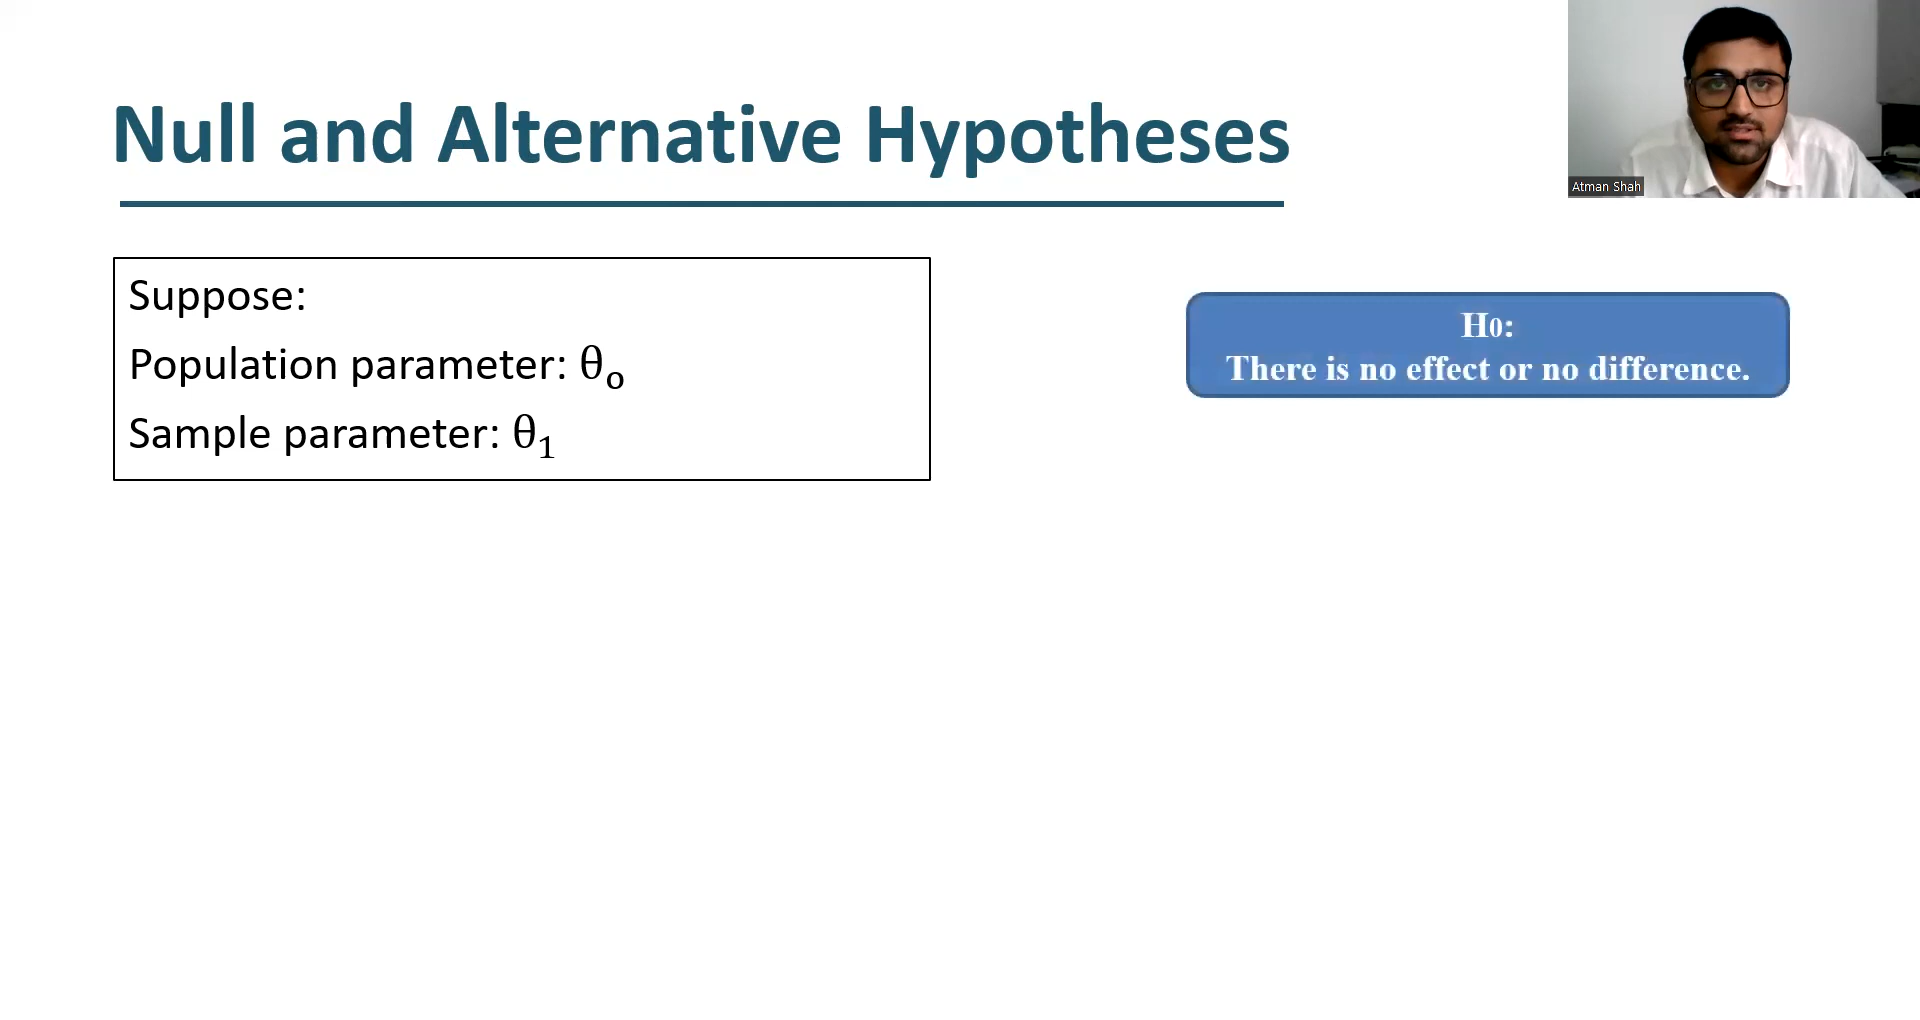 Null and Alternative Hypotheses
Atman Shah
Suppose:
Population parameter: θₒ
Sample parameter: θ₁
H0:
There is no effect or no difference.